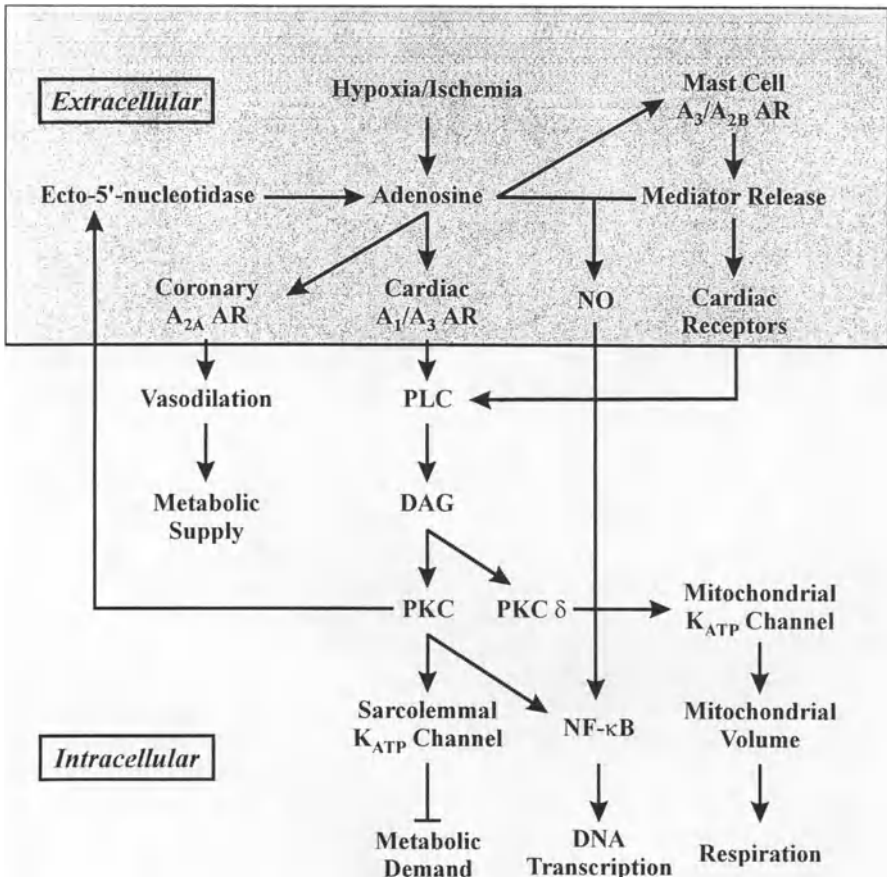 Extracellular
Hypoxia/Ischemia
Mast Cell
A3/A2B AR
Ecto-5'-nucleotidase
Adenosine
Mediator Release
Coronary
A2A AR
Cardiac
A1/A3 AR
NO
Cardiac
Receptors
Vasodilation
PLC
Metabolic
Supply
DAG
PKC
PKC δ
Mitochondrial
KATP Channel
Sarcolemmal
KATP Channel
NF-κB
Mitochondrial
Volume
Intracellular
Metabolic
Demand
DNA
Transcription
Respiration